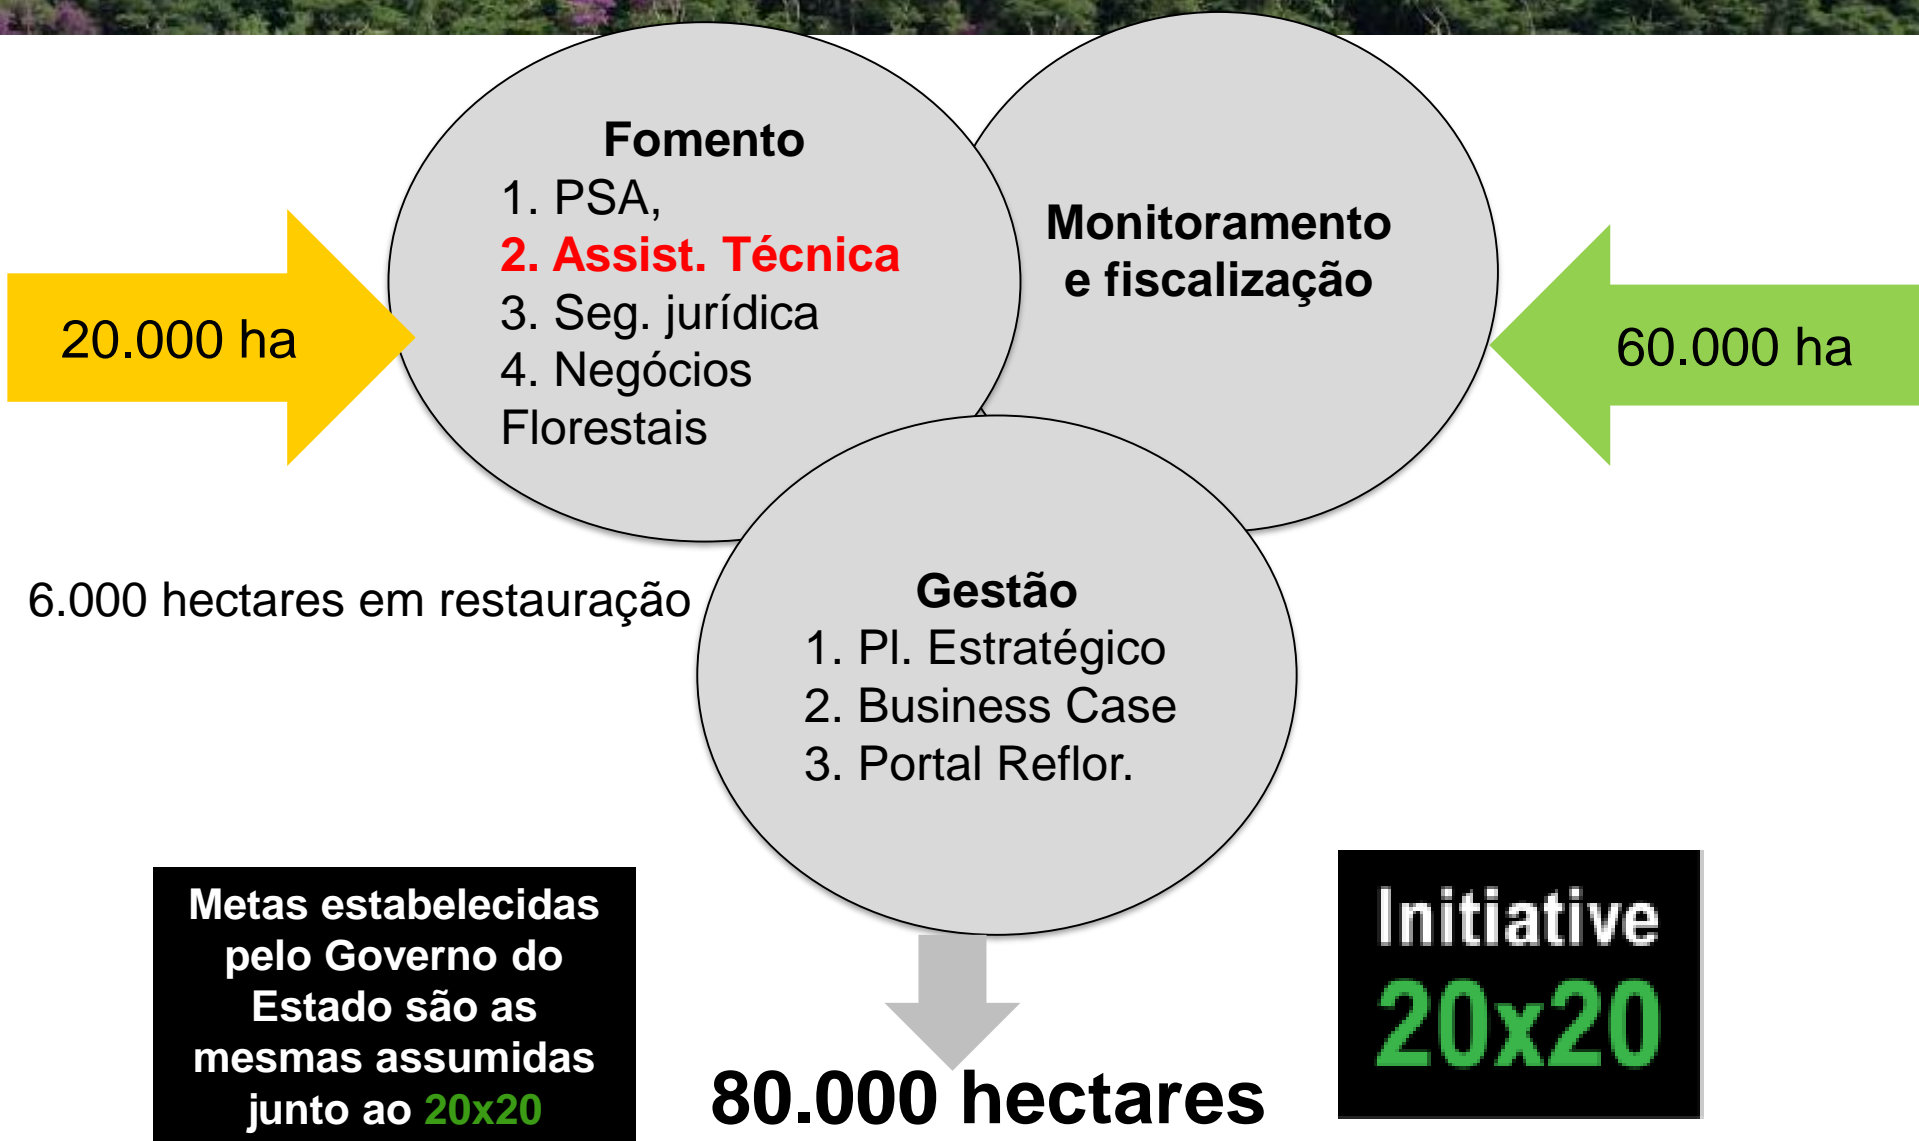 Fomento
1. PSA,
2. Assist. Técnica
3. Seg. jurídica
4. Negócios
Florestais
Monitoramento
e fiscalização
20.000 ha
60.000 ha
6.000 hectares em restauração
Gestão
1. Pl. Estratégico
2. Business Case
3. Portal Reflor.
Metas estabelecidas
pelo Governo do
Estado são as
mesmas assumidas
junto ao 20x20
80.000 hectares
Initiative
20x20